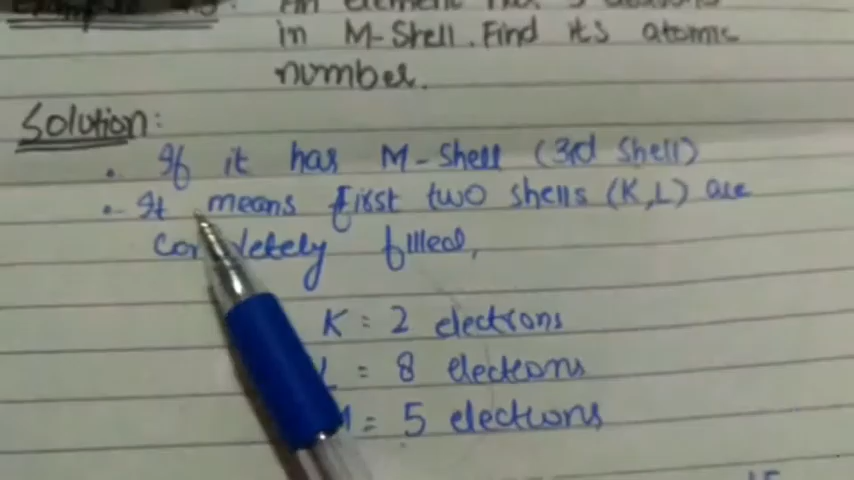 in M-Shell. Find its atomic
number.
Solution:
. If it has M-Shell (3rd Shell)
. It means first two shells (K,L) are
completely filled,
K = 2 electrons
L = 8 electrons
= 5 electrons